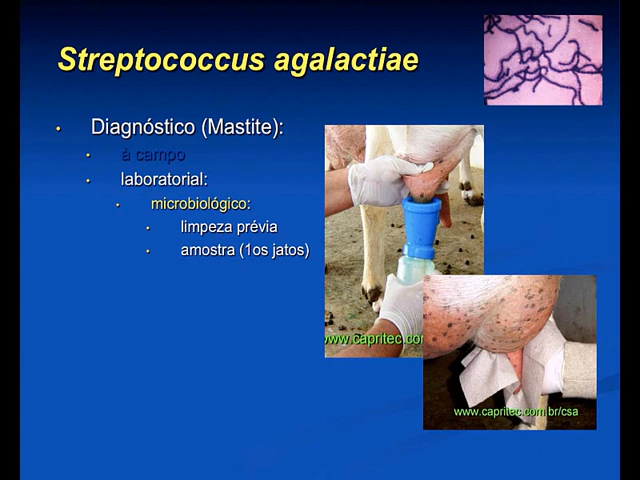 Streptococcus agalactiae
Diagnóstico (Mastite):
à campo
laboratorial:
microbiológico:
limpeza prévia
amostra (1os jatos)
www.capritec.co
www.capritec.com.br/csa